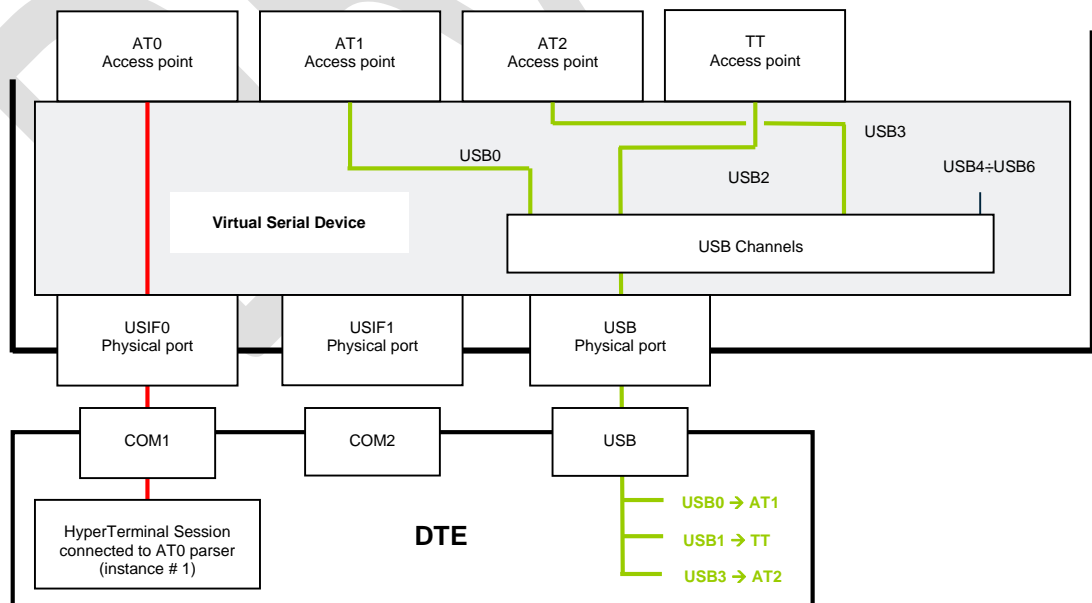 AT0
Access point
AT1
Access point
AT2
Access point
TT
Access point
USB3
USB0
USB4÷USB6
USB2
Virtual Serial Device
USB Channels
USIF0
Physical port
USIF1
Physical port
USB
Physical port
COM1
COM2
USB
USB0 → AT1
HyperTerminal Session
connected to AT0 parser
(instance # 1)
DTE
USB1 → TT
USB3 → AT2